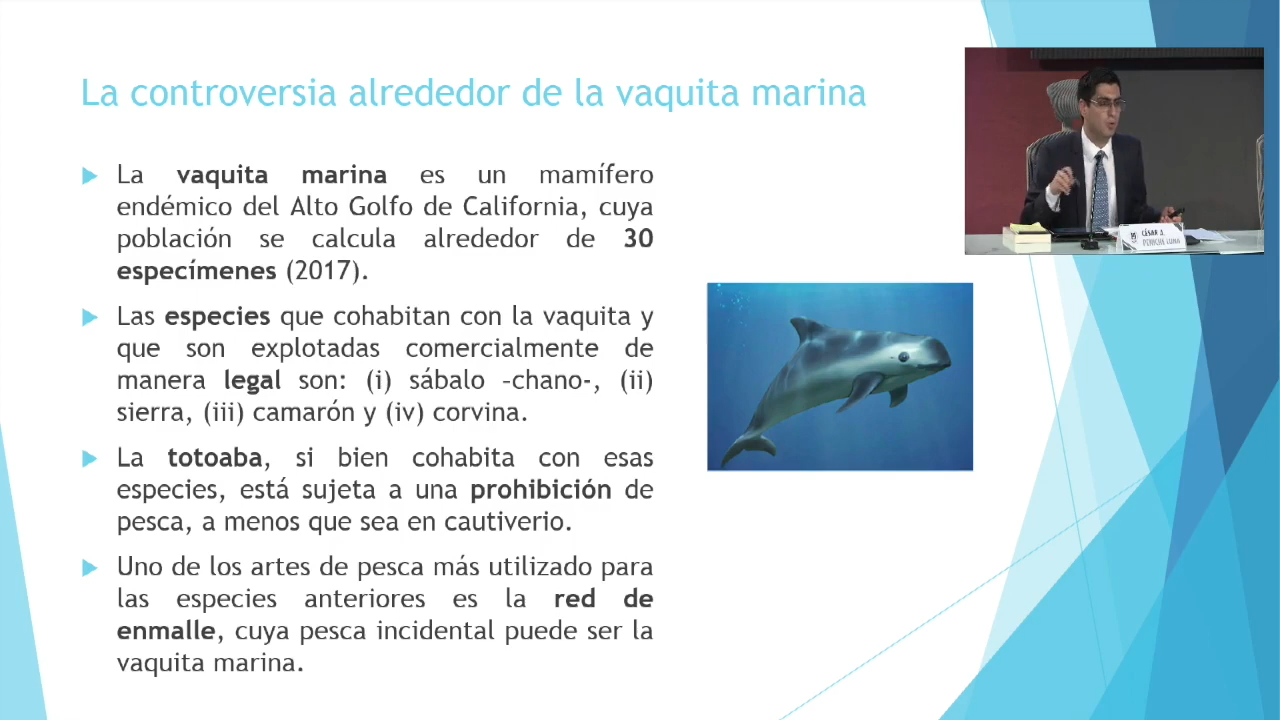 La controversia alrededor de la vaquita marina
La vaquita marina es un mamífero
endémico del Alto Golfo de California, cuya
población se calcula alrededor de 30
especímenes (2017).
Las especies que cohabitan con la vaquita y
que son explotadas comercialmente de
manera legal son: (i) sábalo –chano-, (ii)
sierra, (iii) camarón y (iv) corvina.
La totoaba, si bien cohabita con esas
especies, está sujeta a una prohibición de
pesca, a menos que sea en cautiverio.
Uno de los artes de pesca más utilizado para
las especies anteriores es la red de
enmalle, cuya pesca incidental puede ser la
vaquita marina.
CÉSAR J.
LUNA